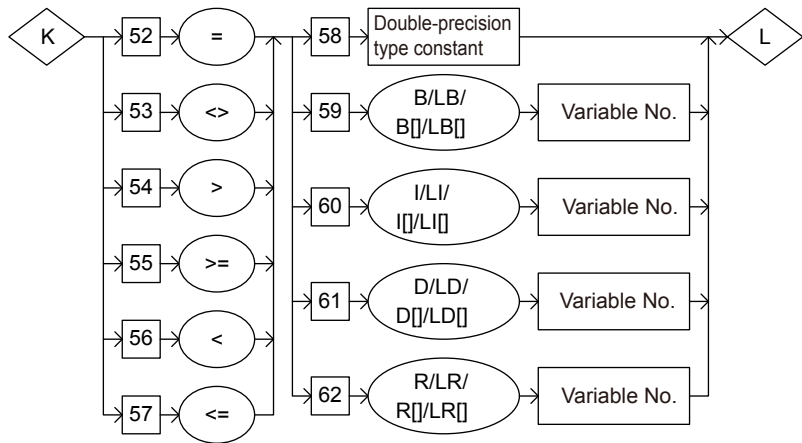 K
52
=
58
Double-precision
type constant
L
53
<>
59
B/LB/
B[]/LB[]
Variable No.
54
>
60
I/LI/
I[]/LI[]
Variable No.
55
>=
61
D/LD/
D[]/LD[]
Variable No.
56
<
57
<=
62
R/LR/
R[]/LR[]
Variable No.